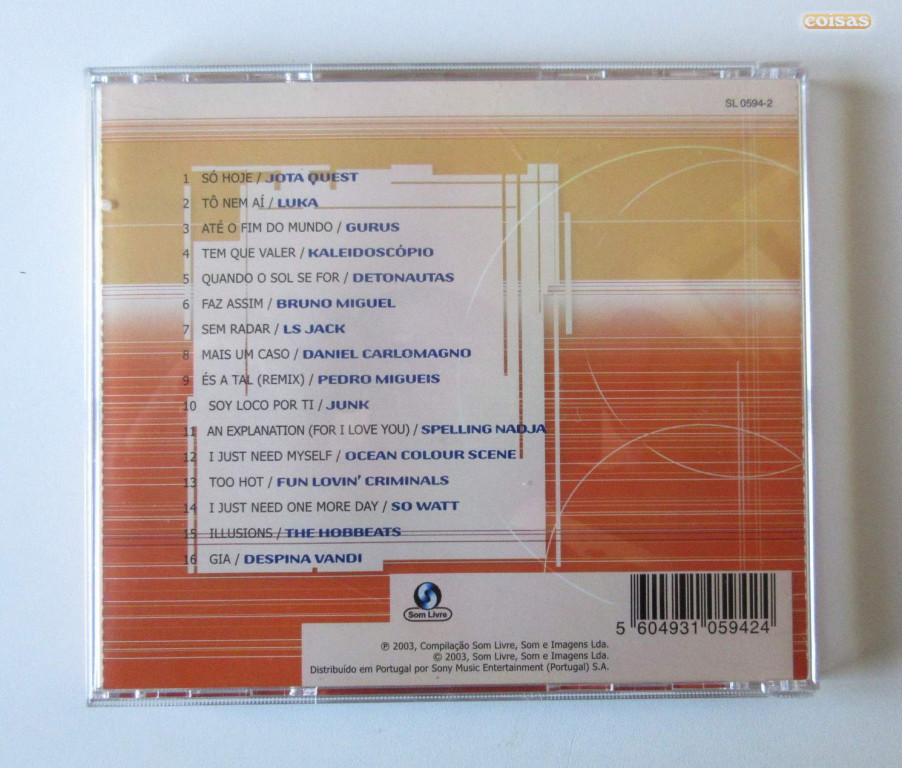 coisas
SL 0594-2
1 SÓ HOJE / JOTA QUEST
2 TÔ NEM AÍ / LUKA
3 ATÉ O FIM DO MUNDO / GURUS
4 TEM QUE VALER / KALEIDOSCÓPIO
5 QUANDO O SOL SE FOR / DETONAUTAS
6 FAZ ASSIM / BRUNO MIGUEL
7 SEM RADAR / LS JACK
8 MAIS UM CASO / DANIEL CARLOMAGNO
9 ÉS A TAL (REMIX) / PEDRO MIGUEIS
10 SOY LOCO POR TI / JUNK
11 AN EXPLANATION (FOR I LOVE YOU) / SPELLING NADJA
12 I JUST NEED MYSELF / OCEAN COLOUR SCENE
13 TOO HOT / FUN LOVIN' CRIMINALS
14 I JUST NEED ONE MORE DAY / SO WATT
15 ILLUSIONS / THE HOBBEATS
16 GIA / DESPINA VANDI
Som Livre
5 604931 059424
℗ 2003, Compilação Som Livre, Som e Imagens Lda.
© 2003, Som Livre, Som e Imagens Lda.
Distribuído em Portugal por Sony Music Entertainment (Portugal) S.A.